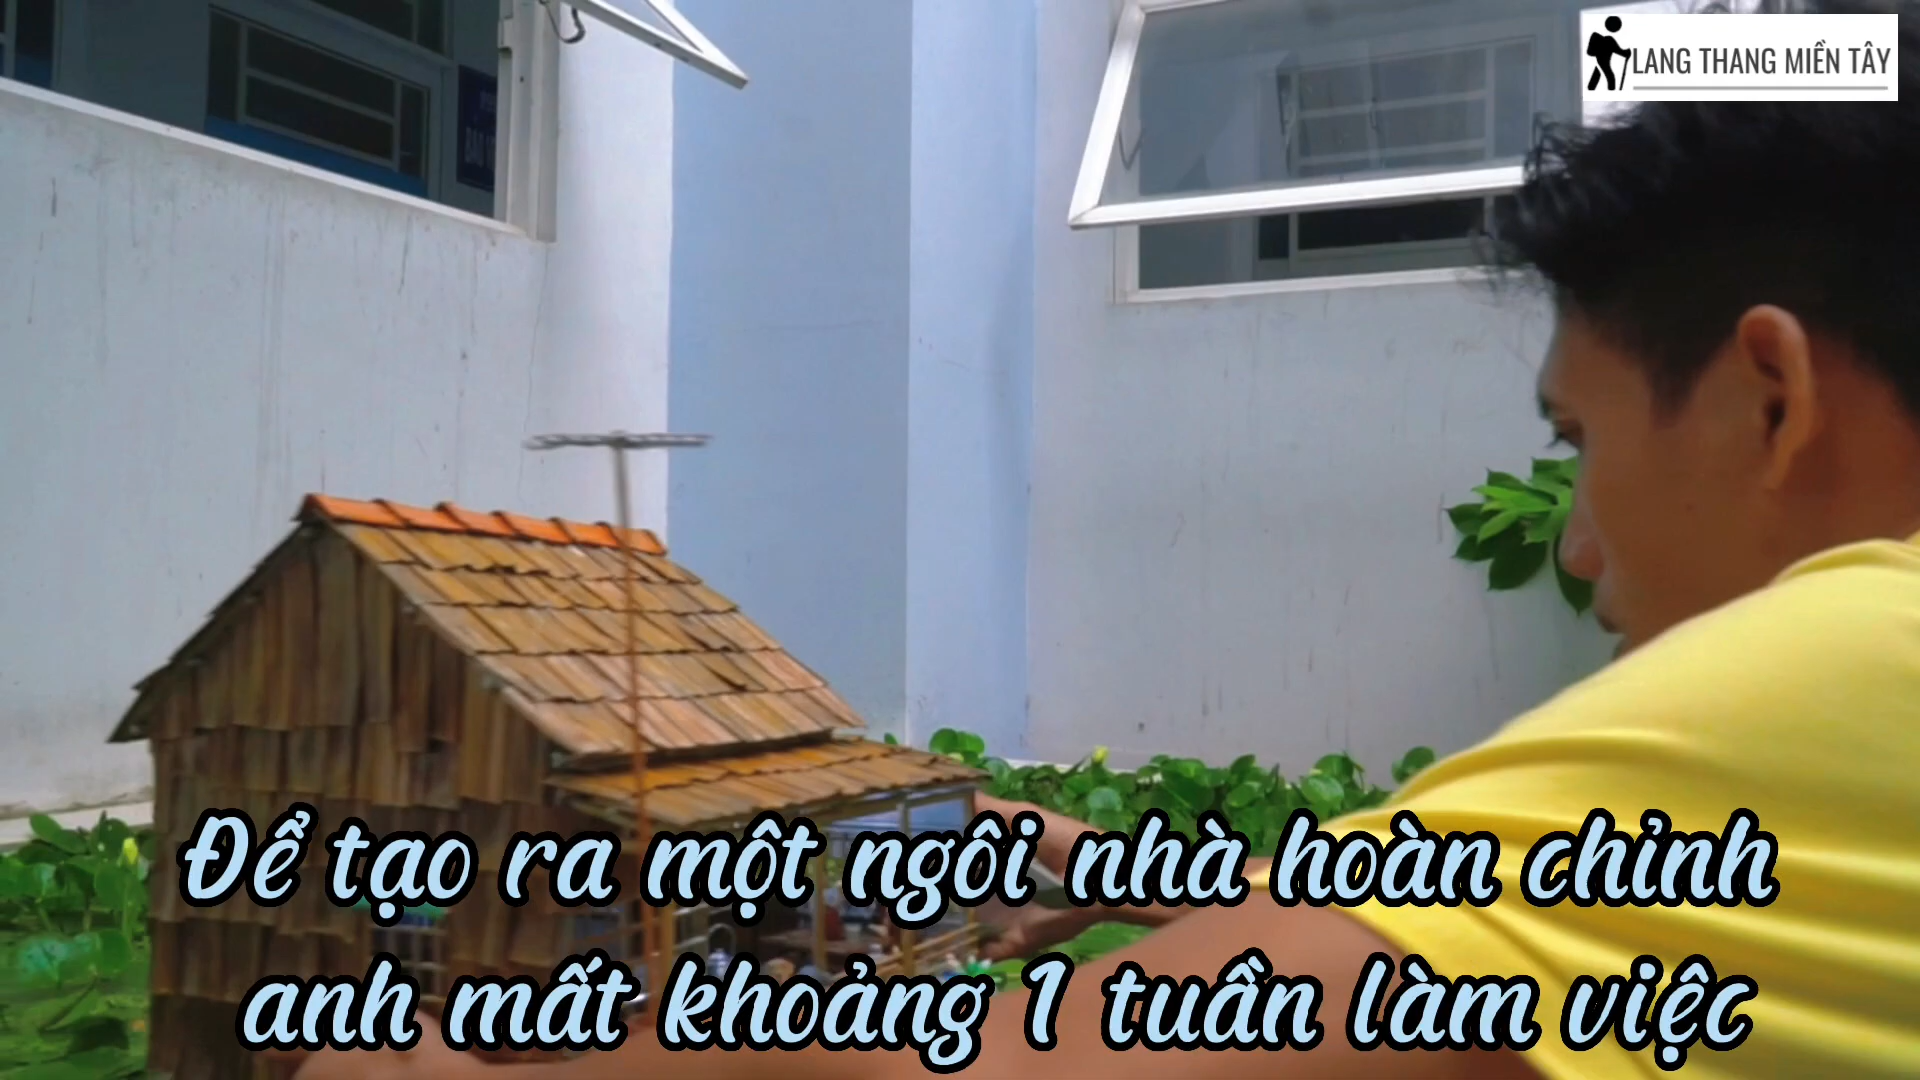 LANG THANG MIỀN TÂY
Để tạo ra một ngôi nhà hoàn chỉnh
anh mất khoảng 1 tuần làm việc